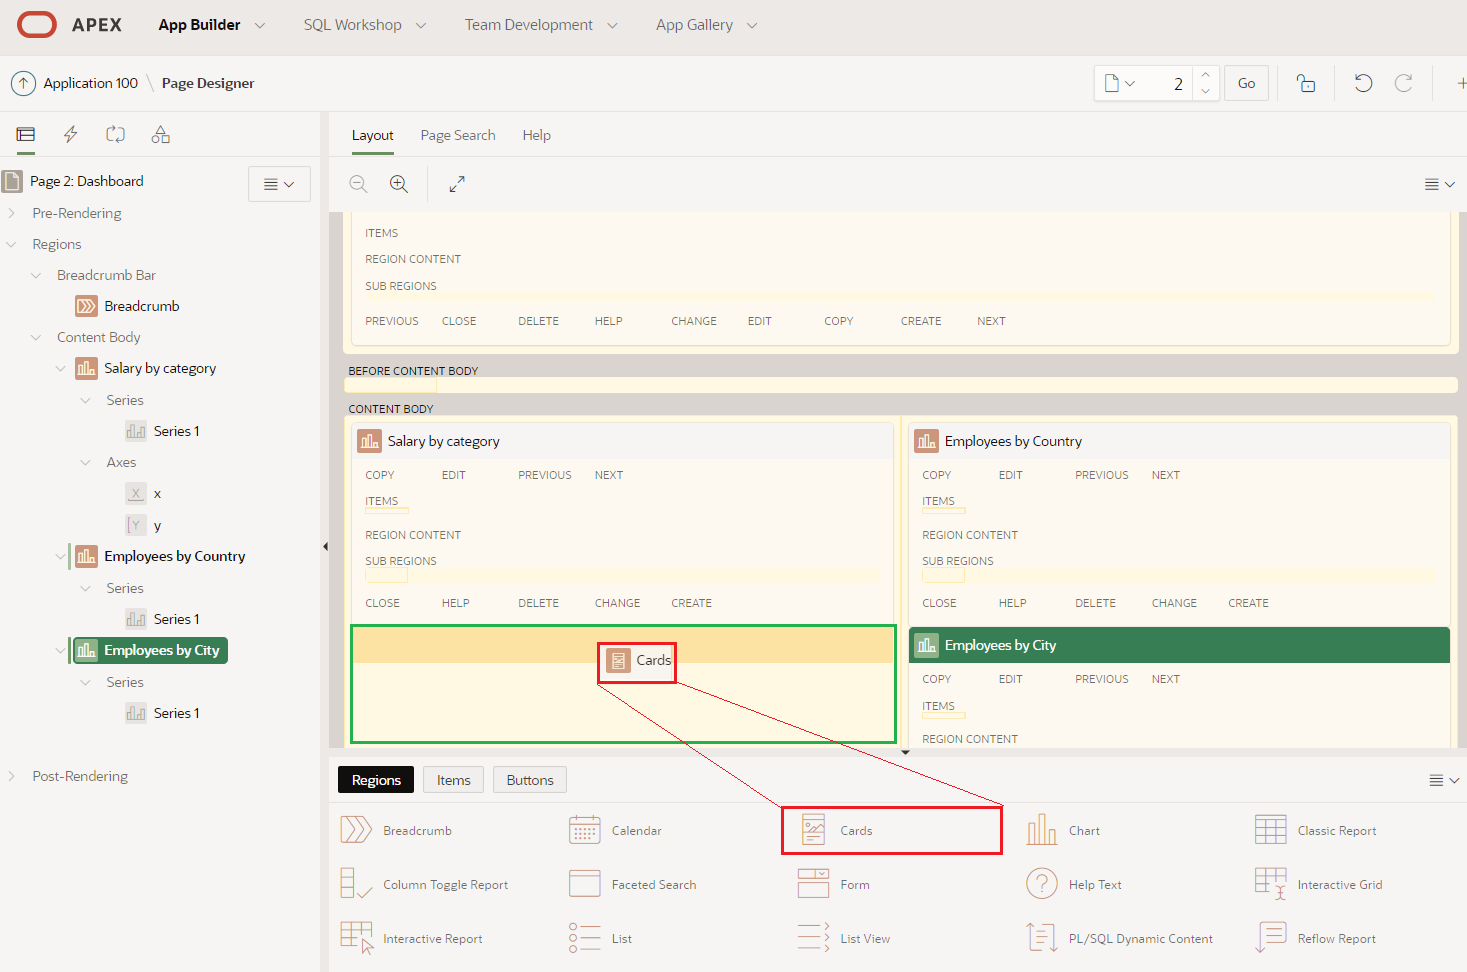 APEX App Builder SQL Workshop Team Development App Gallery
Application 100 \ Page Designer 2 Go
Layout Page Search Help
Page 2: Dashboard
Pre-Rendering
Regions
Breadcrumb Bar
Breadcrumb
Content Body
Salary by category
Series
Series 1
Axes
X x
Y y
Employees by Country
Series
Series 1
Employees by City
Series
Series 1
Post-Rendering
ITEMS
REGION CONTENT
SUB REGIONS
PREVIOUS CLOSE DELETE HELP CHANGE EDIT COPY CREATE NEXT
BEFORE CONTENT BODY
CONTENT BODY
Salary by category
COPY EDIT PREVIOUS NEXT
ITEMS
REGION CONTENT
SUB REGIONS
CLOSE HELP DELETE CHANGE CREATE
Cards
Employees by Country
COPY EDIT PREVIOUS NEXT
ITEMS
REGION CONTENT
SUB REGIONS
CLOSE HELP DELETE CHANGE CREATE
Employees by City
COPY EDIT PREVIOUS NEXT
ITEMS
REGION CONTENT
Regions Items Buttons
Breadcrumb Calendar Cards Chart Classic Report
Column Toggle Report Faceted Search Form Help Text Interactive Grid
Interactive Report List List View PL/SQL Dynamic Content Reflow Report